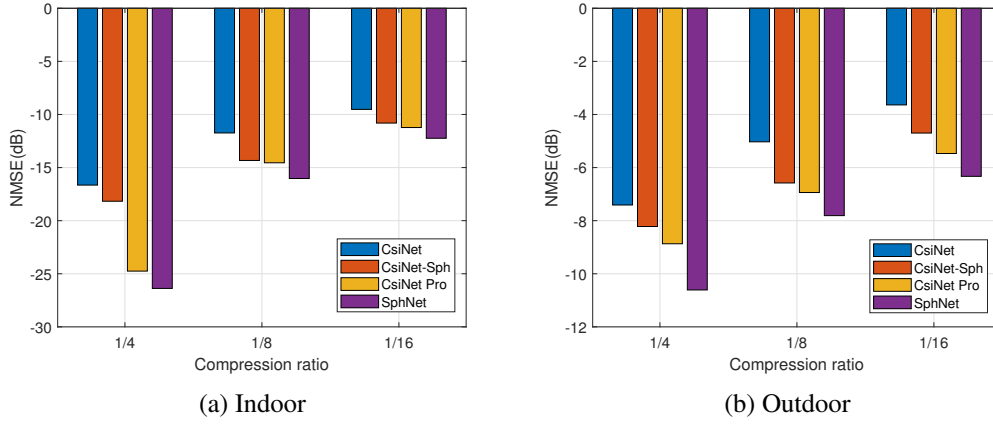 0
-5
-10
-15
-20
-25
-30
NMSE(dB)
1/4
1/8
1/16
Compression ratio
CsiNet
CsiNet-Sph
CsiNet Pro
SphNet
(a) Indoor
0
-2
-4
-6
-8
-10
-12
NMSE(dB)
1/4
1/8
1/16
Compression ratio
CsiNet
CsiNet-Sph
CsiNet Pro
SphNet
(b) Outdoor